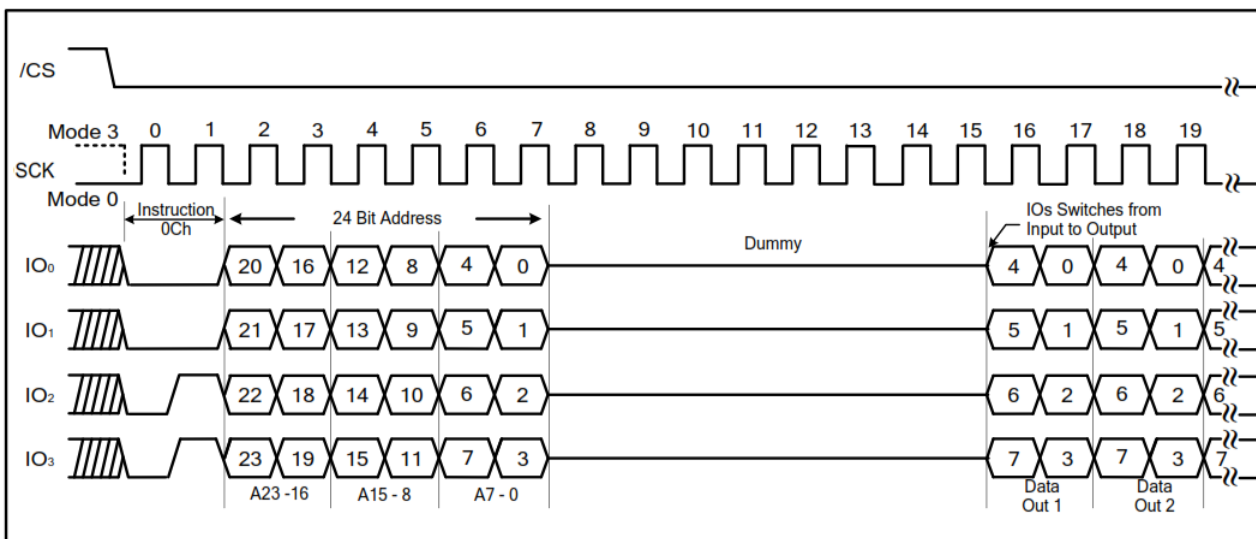 /CS
Mode 3 0 1 2 3 4 5 6 7 8 9 10 11 12 13 14 15 16 17 18 19
SCK
Mode 0
Instruction
0Ch
24 Bit Address
Dummy
IOs Switches from
Input to Output
IO0 20 16 12 8 4 0 4 0 4 0 4
IO1 21 17 13 9 5 1 5 1 5 1 5
IO2 22 18 14 10 6 2 6 2 6 2 6
IO3 23 19 15 11 7 3 7 3 7 3 7
A23 -16 A15 - 8 A7 - 0
Data
Out 1
Data
Out 2